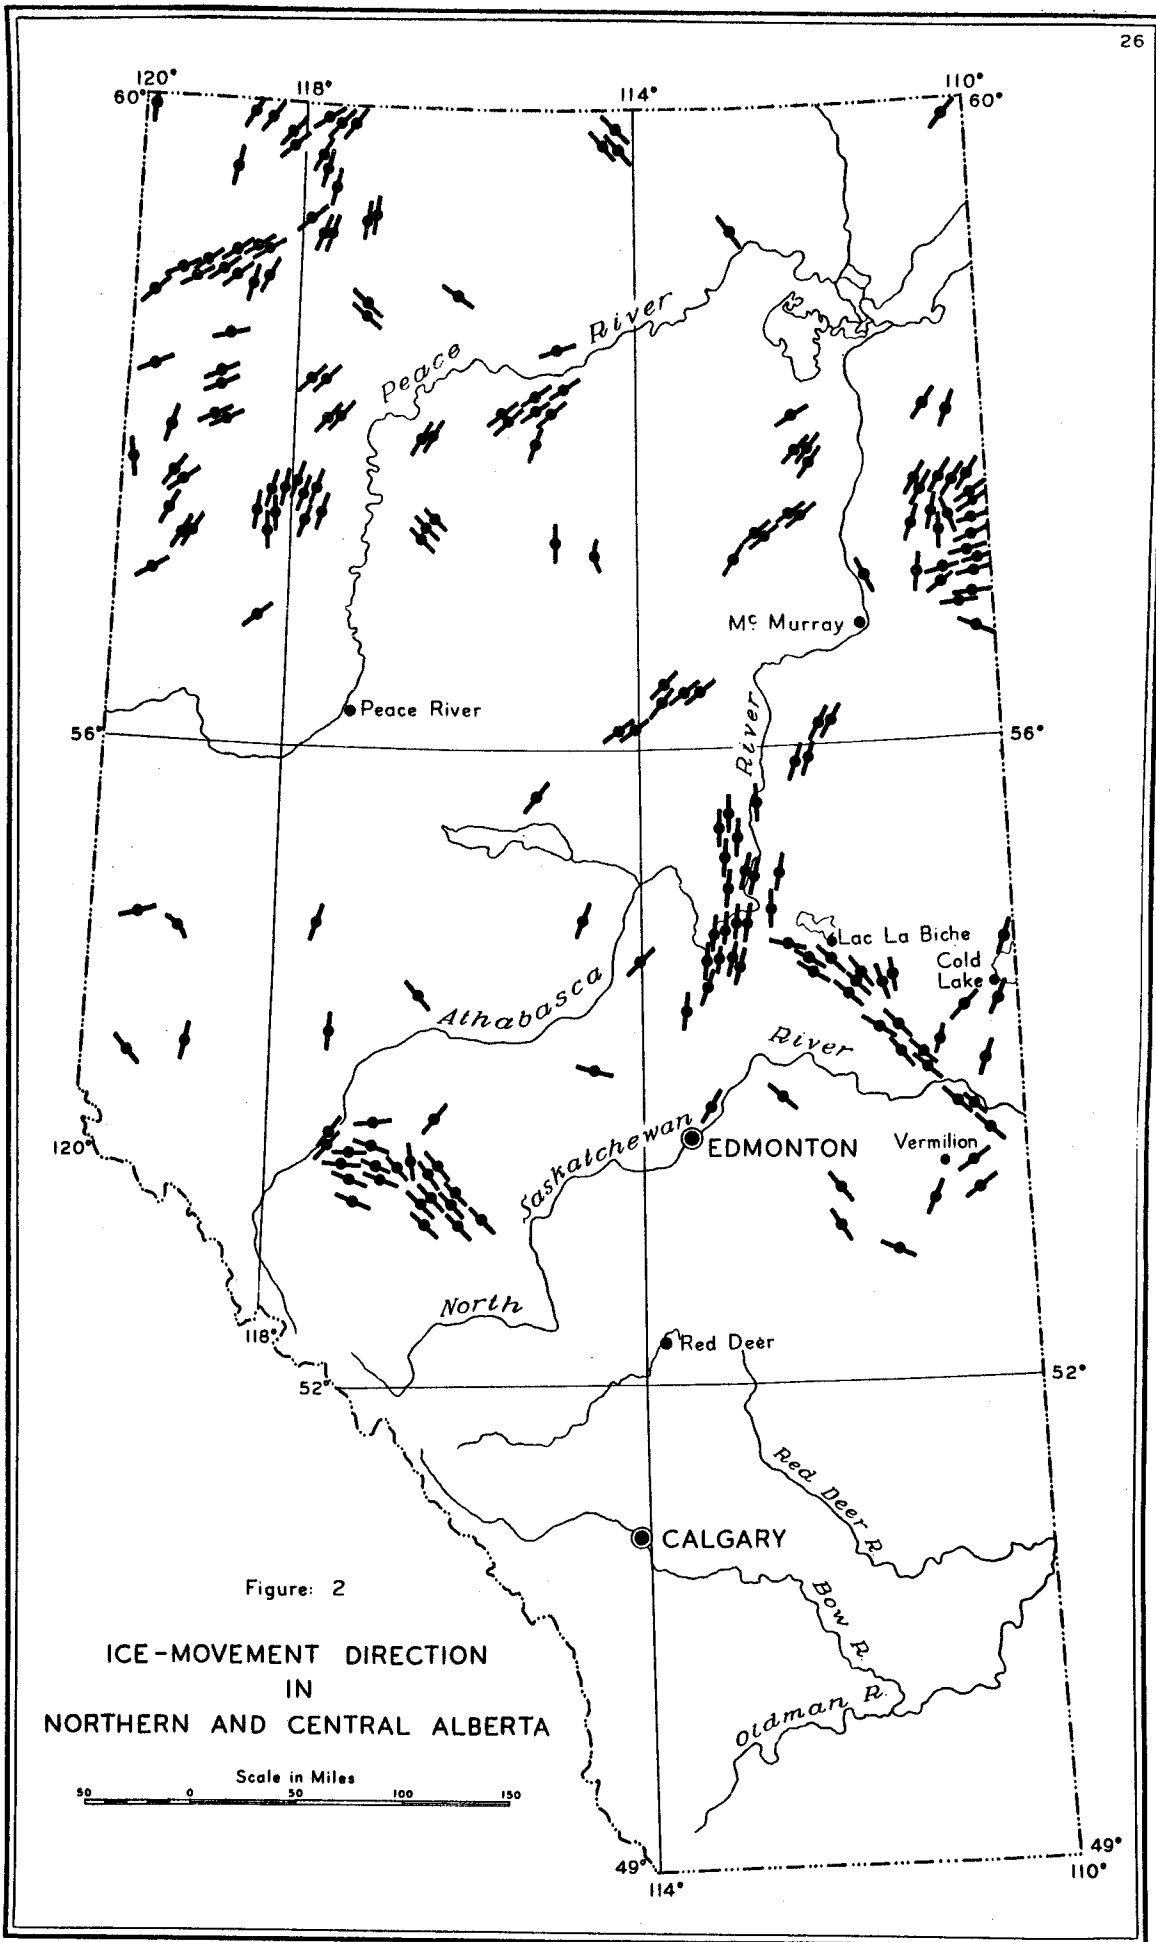 26
120°
60°
118°
114°
110°
60°
Peace River
Mc Murray
Peace River
56°
56°
River
Lac La Biche
Cold
Lake
Athabasca
River
120°
Saskatchewan
EDMONTON
Vermilion
North
118°
Red Deer
52°
52°
Red Deer R.
CALGARY
Figure: 2
Bow R.
ICE-MOVEMENT DIRECTION
IN
NORTHERN AND CENTRAL ALBERTA
Oldman R.
Scale in Miles
50 0 50 100 150
49°
114°
49°
110°